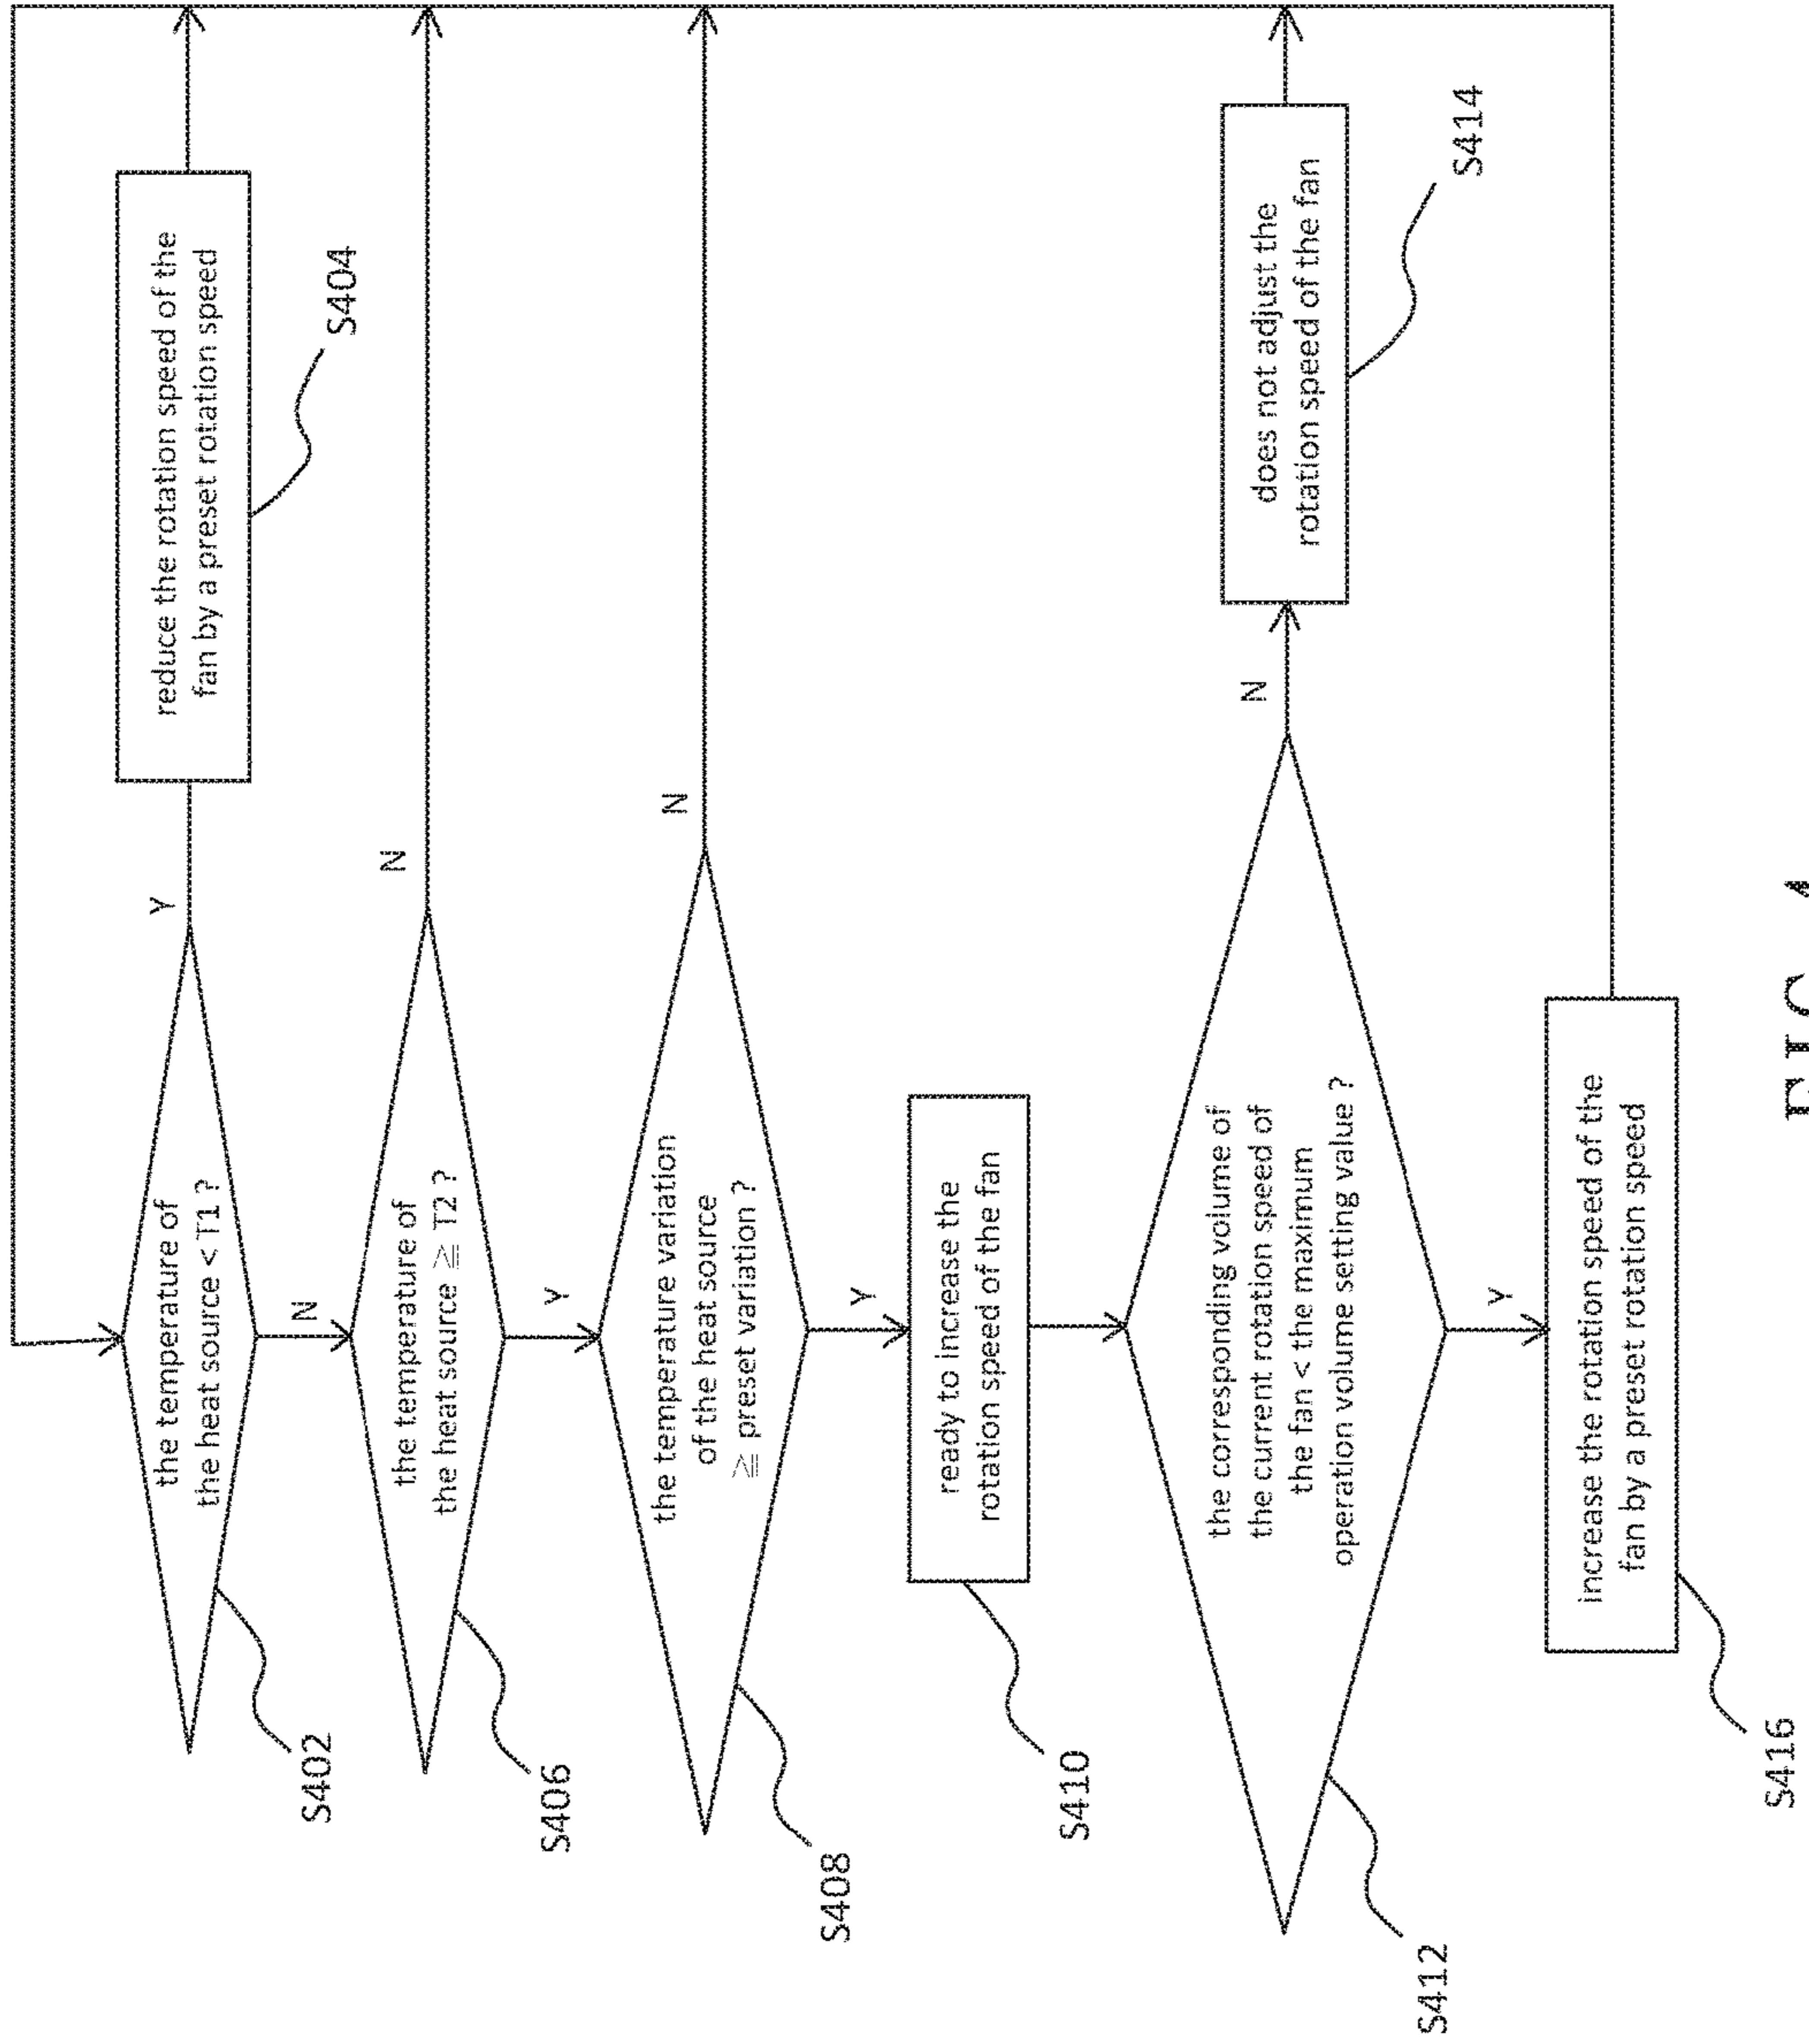 the temperature of
the heat source < T1 ?
Y
reduce the rotation speed of the
fan by a preset rotation speed
S404
S402
N
the temperature of
the heat source ≧ T2 ?
N
S406
Y
the temperature variation
of the heat source
≧ preset variation ?
N
S408
Y
ready to increase the
rotation speed of the fan
S410
the corresponding volume of
the current rotation speed of
the fan < the maximum
operation volume setting value ?
N
does not adjust the
rotation speed of the fan
S414
S412
Y
increase the rotation speed of the
fan by a preset rotation speed
S416
FIG. 4